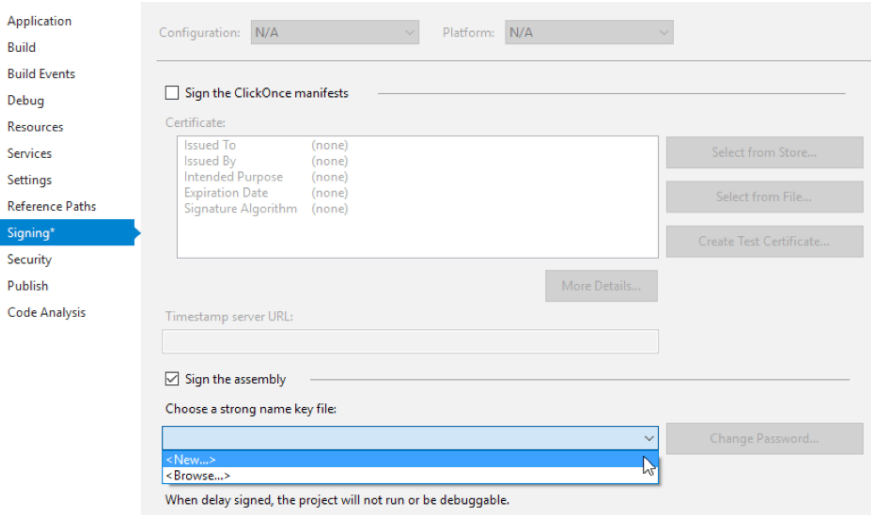 Application
Build
Build Events
Debug
Resources
Services
Settings
Reference Paths
Signing*
Security
Publish
Code Analysis
Configuration: N/A Platform: N/A
Sign the ClickOnce manifests
Certificate:
Issued To (none)
Issued By (none)
Intended Purpose (none)
Expiration Date (none)
Signature Algorithm (none)
Select from Store...
Select from File...
Create Test Certificate...
More Details...
Timestamp server URL:
Sign the assembly
Choose a strong name key file:
Change Password...
<New...>
<Browse...>
When delay signed, the project will not run or be debuggable.